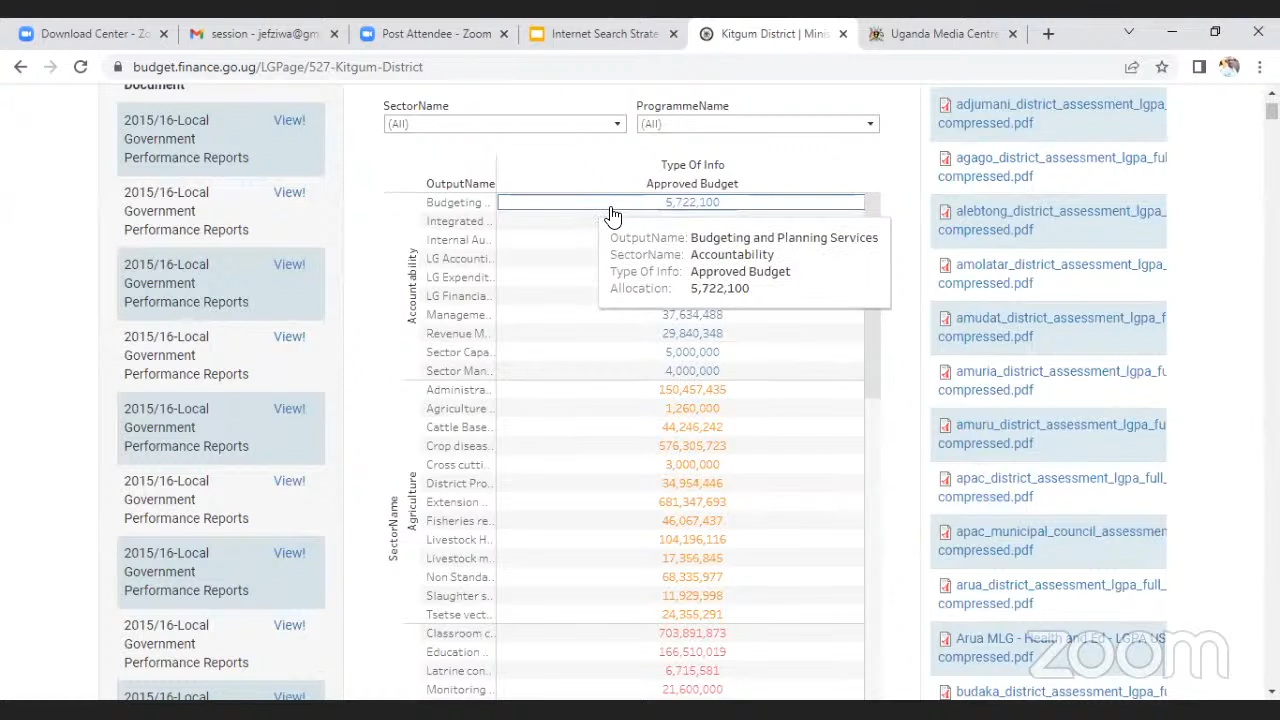 Download Center - Zo
session - jefziwa@gm
Post Attendee - Zoom
Internet Search Strate
Kitgum District | Minis
Uganda Media Centre
budget.finance.go.ug/LGPage/527-Kitgum-District
Document
2015/16-Local
Government
Performance Reports
View!
2015/16-Local
Government
Performance Reports
View!
2015/16-Local
Government
Performance Reports
View!
2015/16-Local
Government
Performance Reports
View!
2015/16-Local
Government
Performance Reports
View!
2015/16-Local
Government
Performance Reports
View!
2015/16-Local
Government
Performance Reports
View!
2015/16-Local
Government
Performance Reports
View!
2015/16-Local
View!
SectorName
(All)
ProgrammeName
(All)
Type Of Info
OutputName
Approved Budget
SectorName
Accountability
Budgeting .. 5,722,100
Integrated ..
Internal Au..
LG Accounti..
LG Expendit..
LG Financia..
Manageme.. 37,634,488
Revenue M.. 29,840,348
Sector Capa.. 5,000,000
Sector Man.. 4,000,000
OutputName: Budgeting and Planning Services
SectorName: Accountability
Type Of Info: Approved Budget
Allocation: 5,722,100
Agriculture
Administra.. 150,457,435
Agriculture .. 1,260,000
Cattle Base.. 44,246,242
Crop diseas.. 576,305,723
Cross cutti.. 3,000,000
District Pro.. 34,954,446
Extension .. 681,347,693
Fisheries re.. 46,067,437
Livestock H.. 104,196,116
Livestock m.. 17,356,845
Non Standa.. 68,335,977
Slaughter s.. 11,929,998
Tsetse vect.. 24,355,291
Classroom c.. 703,891,873
Education .. 166,510,019
Latrine con.. 6,715,581
Monitoring .. 21,600,000
adjumani_district_assessment_lgpa_
compressed.pdf
agago_district_assessment_lgpa_ful
compressed.pdf
alebtong_district_assessment_lgpa_
compressed.pdf
amolatar_district_assessment_lgpa_
compressed.pdf
amudat_district_assessment_lgpa_f
compressed.pdf
amuria_district_assessment_lgpa_fu
compressed.pdf
amuru_district_assessment_lgpa_fu
compressed.pdf
apac_district_assessment_lgpa_full_
compressed.pdf
apac_municipal_council_assessmen
compressed.pdf
arua_district_assessment_lgpa_full_
compressed.pdf
Arua MLG - Health and Ed - LGPA US
compressed.pdf
budaka_district_assessment_lgpa_fu
zoom